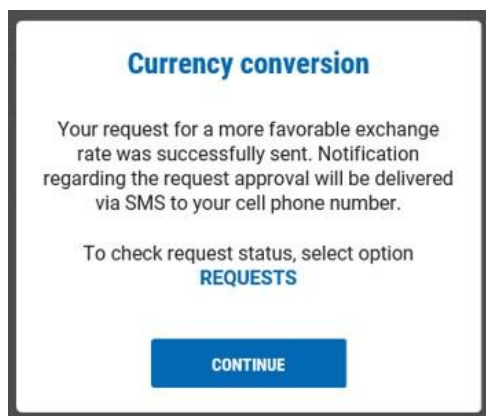 Currency conversion
Your request for a more favorable exchange
rate was successfully sent. Notification
regarding the request approval will be delivered
via SMS to your cell phone number.
To check request status, select option
REQUESTS
CONTINUE